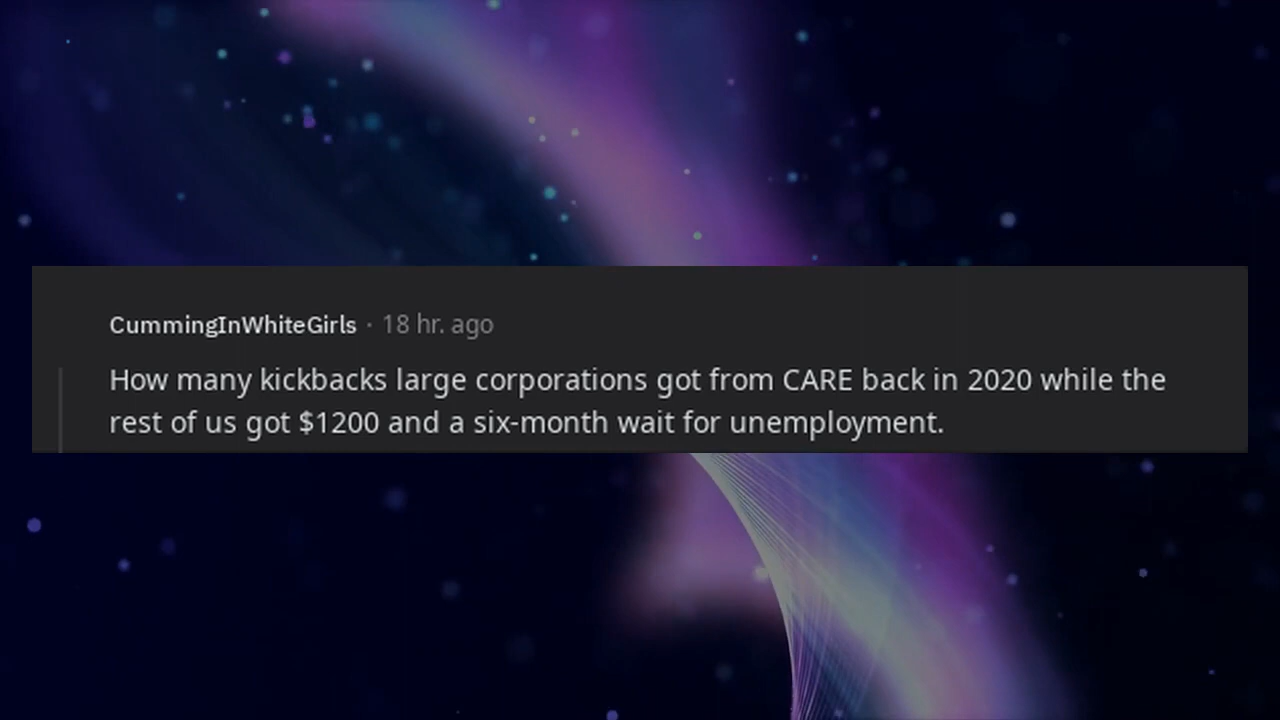 CummingInWhiteGirls · 18 hr. ago
How many kickbacks large corporations got from CARE back in 2020 while the
rest of us got $1200 and a six-month wait for unemployment.